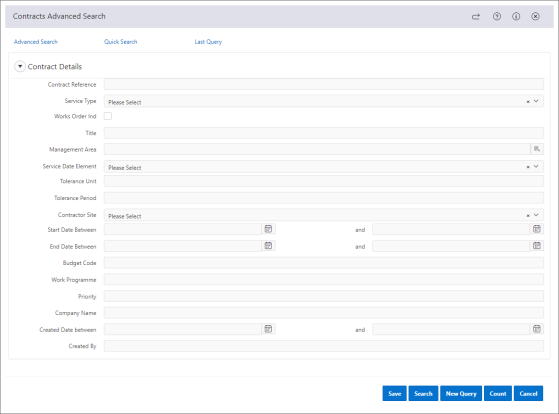 Contracts Advanced Search
Advanced Search Quick Search Last Query
Contract Details
Contract Reference
Service Type Please Select
Works Order Ind
Title
Management Area
Service Date Element Please Select
Tolerance Unit
Tolerance Period
Contractor Site Please Select
Start Date Between and
End Date Between and
Budget Code
Work Programme
Priority
Company Name
Created Date between and
Created By
Save Search New Query Count Cancel